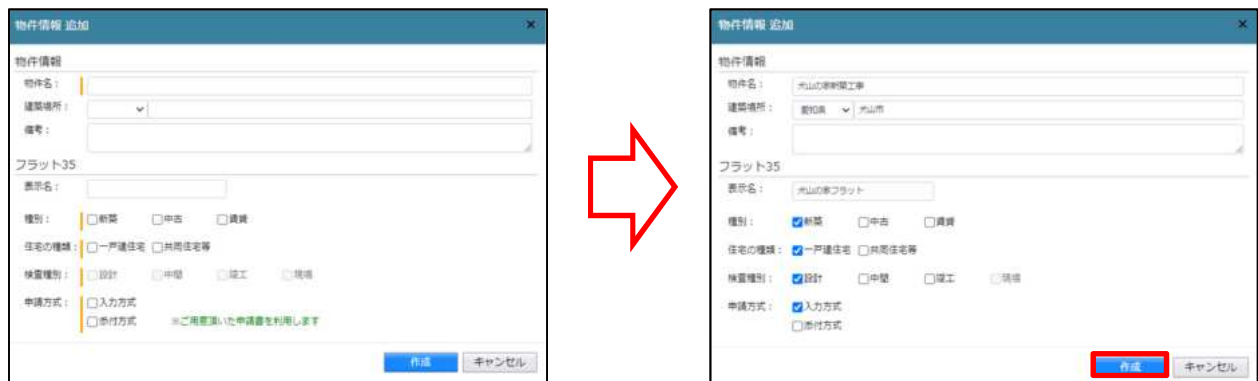 物件情報 追加 ×
物件情報
物件名：
建築場所：
備考：
フラット35
表示名：
種別： 新築 中古 賃貸
住宅の種類： 一戸建住宅 共同住宅等
検査種別： 設計 中間 竣工 現場
申請方式： 入力方式
添付方式 ※ご用意頂いた申請書を利用します
作成 キャンセル
物件情報 追加 ×
物件情報
物件名： 犬山の家新築工事
建築場所： 愛知県 犬山市
備考：
フラット35
表示名： 犬山の家フラット
種別： 新築 中古 賃貸
住宅の種類： 一戸建住宅 共同住宅等
検査種別： 設計 中間 竣工 現場
申請方式： 入力方式
添付方式
作成 キャンセル